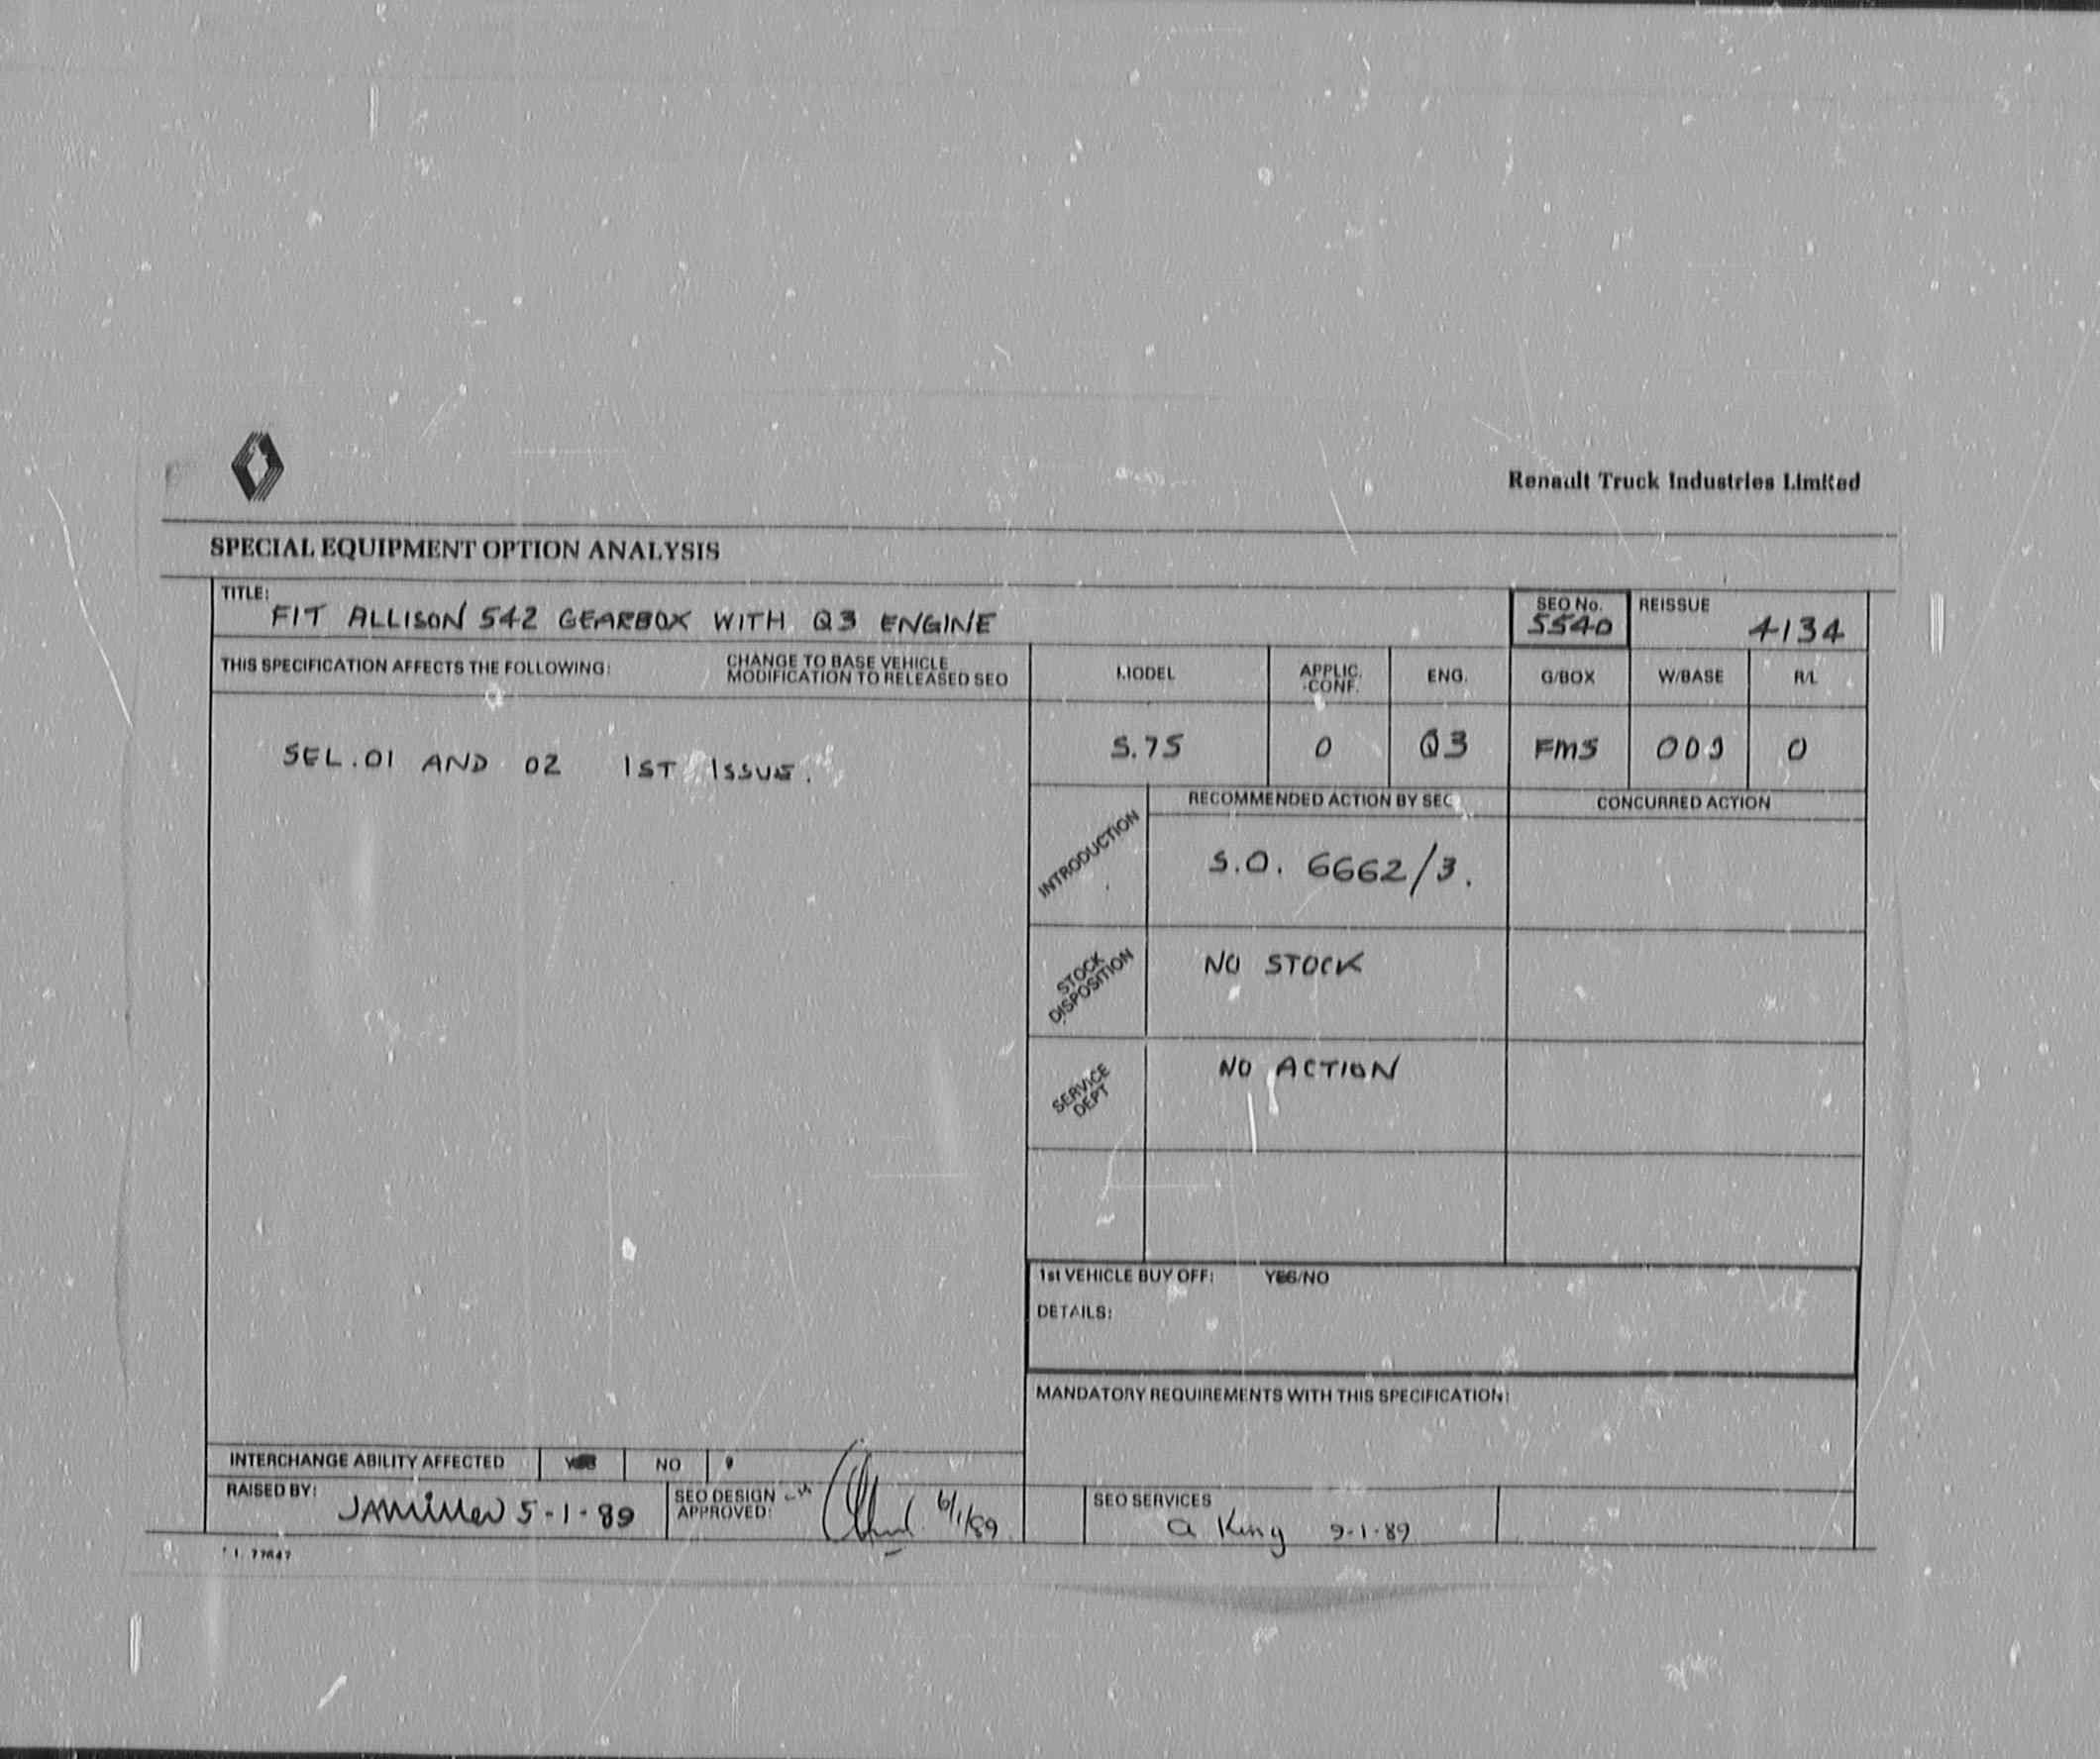 Renault Truck Industries Limited
SPECIAL EQUIPMENT OPTION ANALYSIS
TITLE:
FIT ALLISON 542 GEARBOX WITH Q3 ENGINE
SEO No.
5540
REISSUE
4134
THIS SPECIFICATION AFFECTS THE FOLLOWING:
CHANGE TO BASE VEHICLE
MODIFICATION TO RELEASED SEO
MODEL
APPLIC.
CONF.
ENG.
G/BOX
W/BASE
R/L
SEL.01 AND 02 1ST ISSUE.
S.75
0
Q3
FMS
000
0
RECOMMENDED ACTION BY SEO
CONCURRED ACTION
INTRODUCTION
S.O. 6662/3.
STOCK
DISPOSITION
NO STOCK
SERVICE
DEPT
NO ACTION
1st VEHICLE BUY OFF: YES/NO
DETAILS:
MANDATORY REQUIREMENTS WITH THIS SPECIFICATION:
INTERCHANGE ABILITY AFFECTED
YES
NO
RAISED BY:
JAMiller 5-1-89
SEO DESIGN
APPROVED:
6/1/89
SEO SERVICES
a King 9-1-89